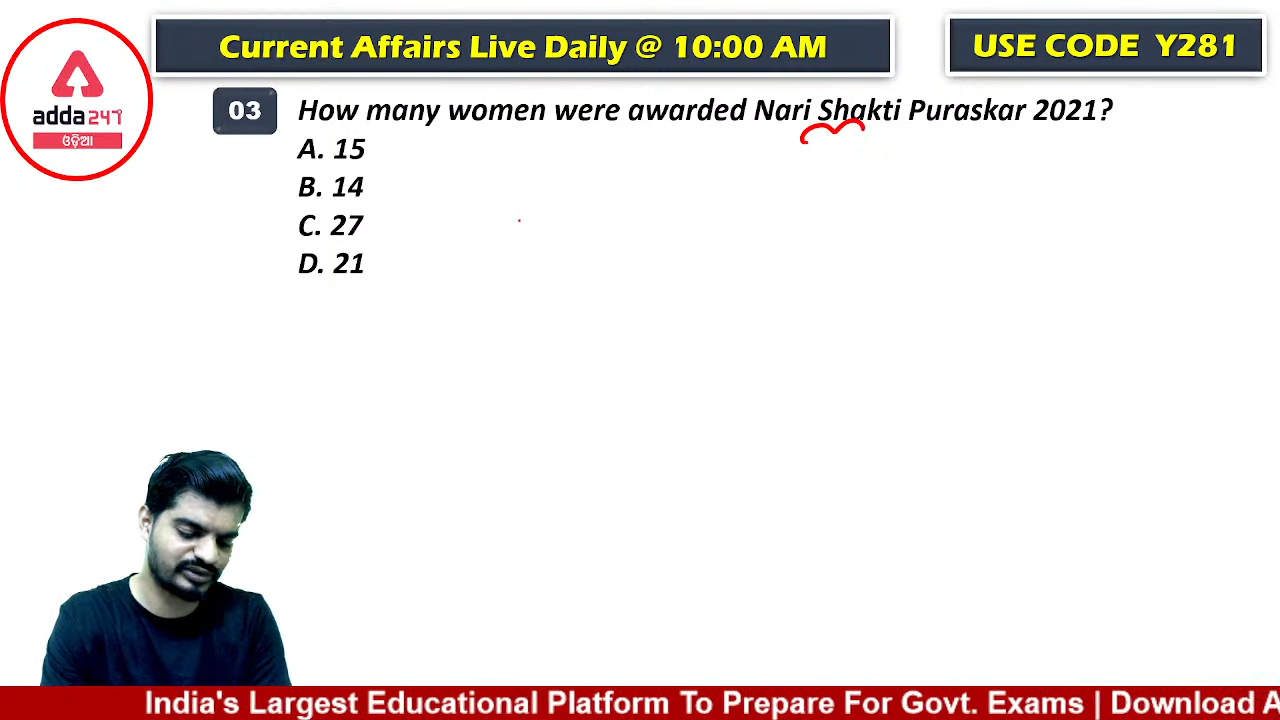 Current Affairs Live Daily @ 10:00 AM
USE CODE Y281
adda 247
ଓଡ଼ିଆ
03 How many women were awarded Nari Shakti Puraskar 2021?
A. 15
B. 14
C. 27
D. 21
India's Largest Educational Platform To Prepare For Govt. Exams | Download A